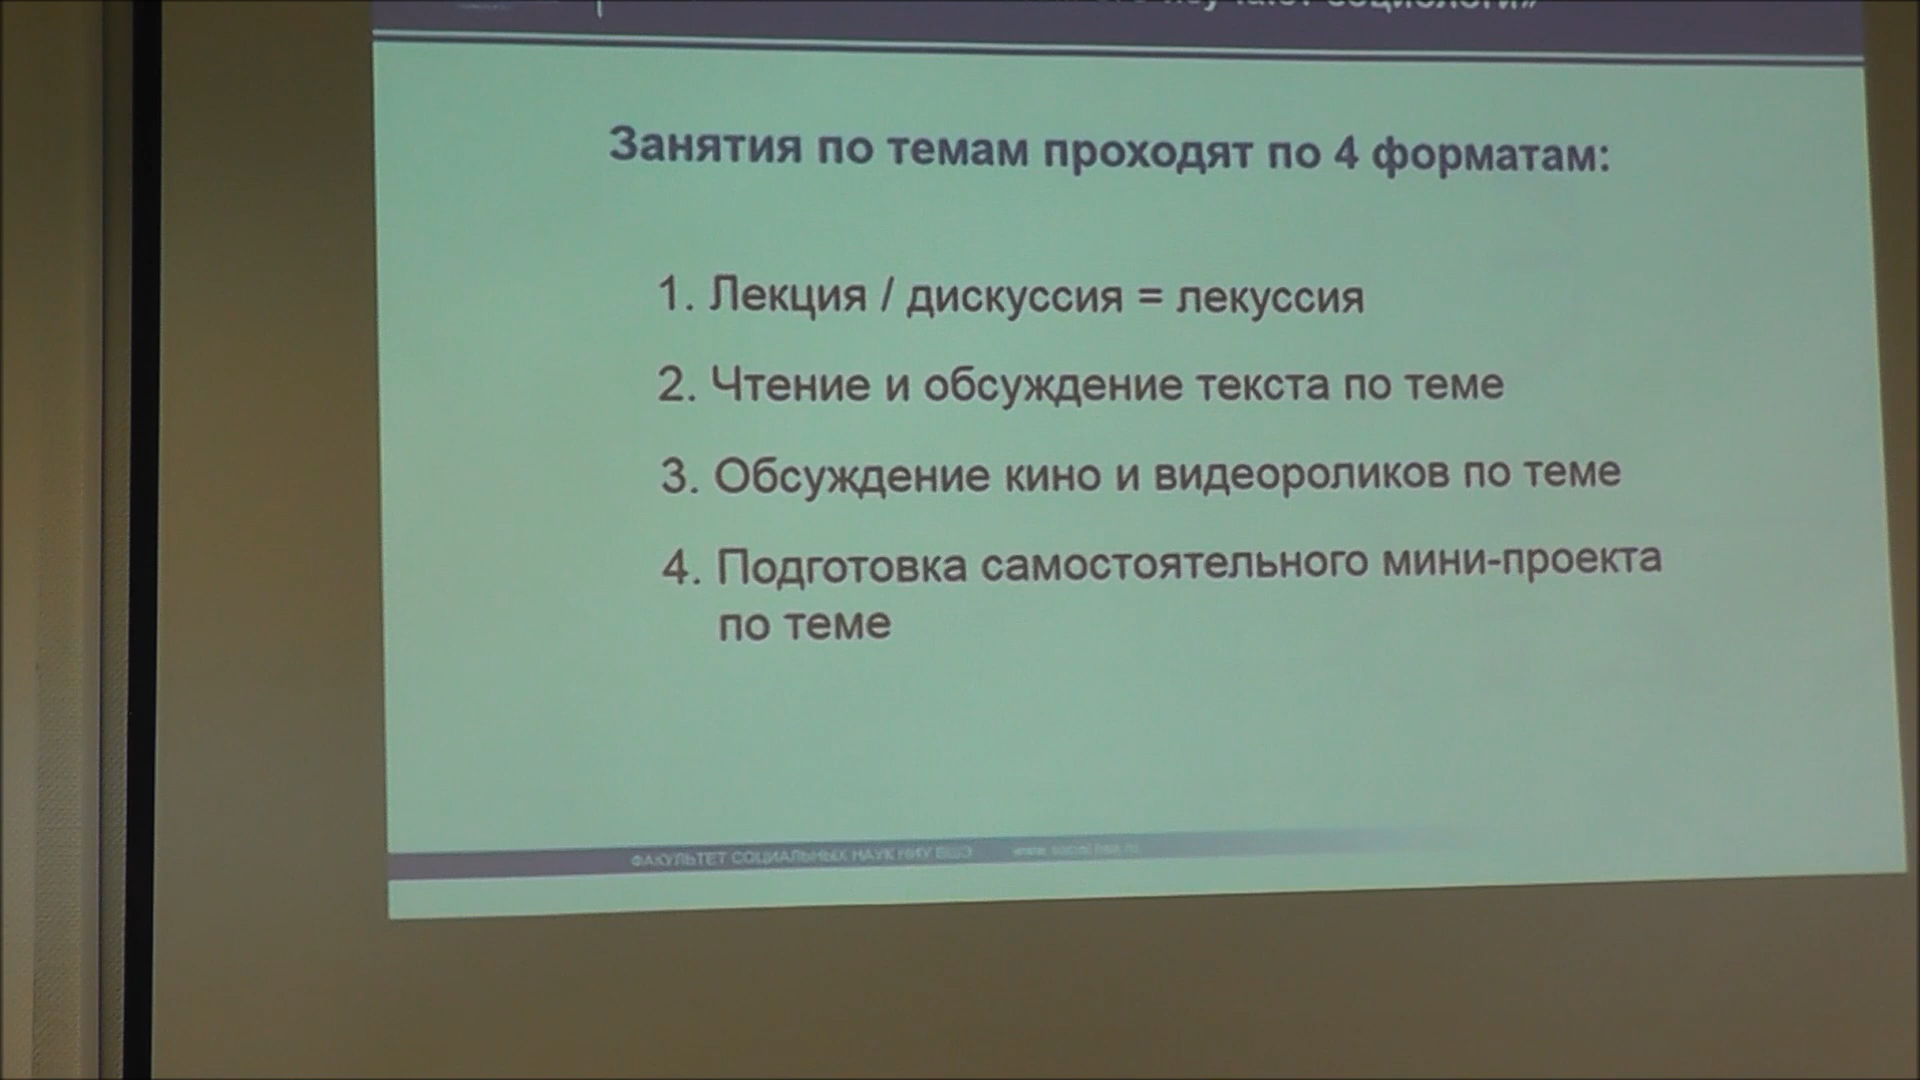 социологи»
Занятия по темам проходят по 4 форматам:
1. Лекция / дискуссия = лекуссия
2. Чтение и обсуждение текста по теме
3. Обсуждение кино и видеороликов по теме
4. Подготовка самостоятельного мини-проекта
по теме
ФАКУЛЬТЕТ СОЦИАЛЬНЫХ НАУК НИУ ВШЭ